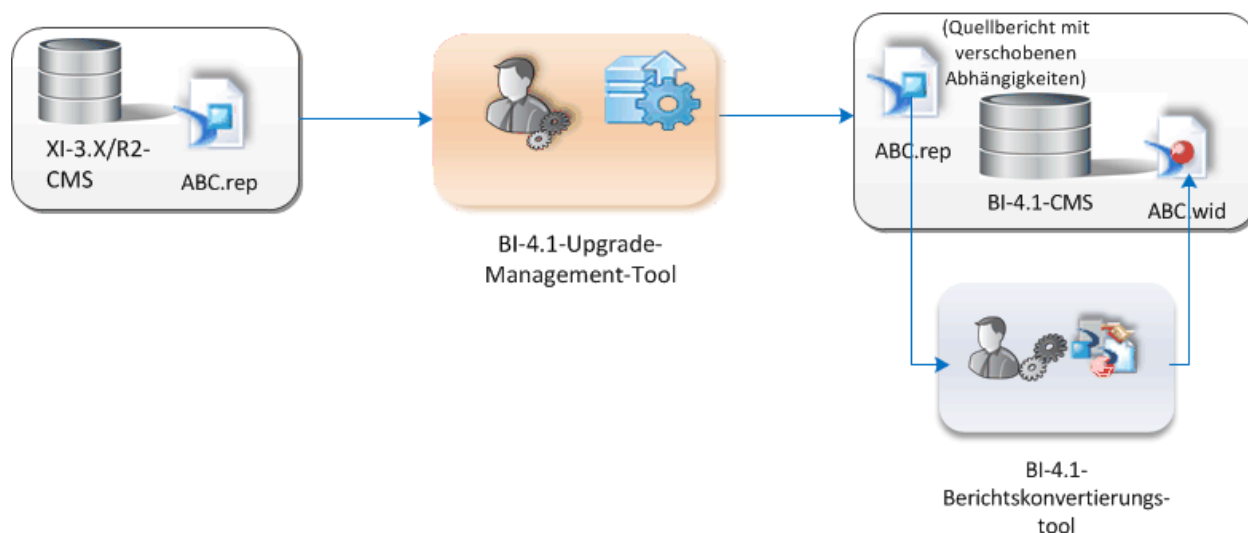 XI-3.X/R2-
CMS
ABC.rep
BI-4.1-Upgrade-
Management-Tool
(Quellbericht mit
verschobenen
Abhängigkeiten)
ABC.rep
BI-4.1-CMS
ABC.wid
BI-4.1-
Berichtskonvertierungs-
tool